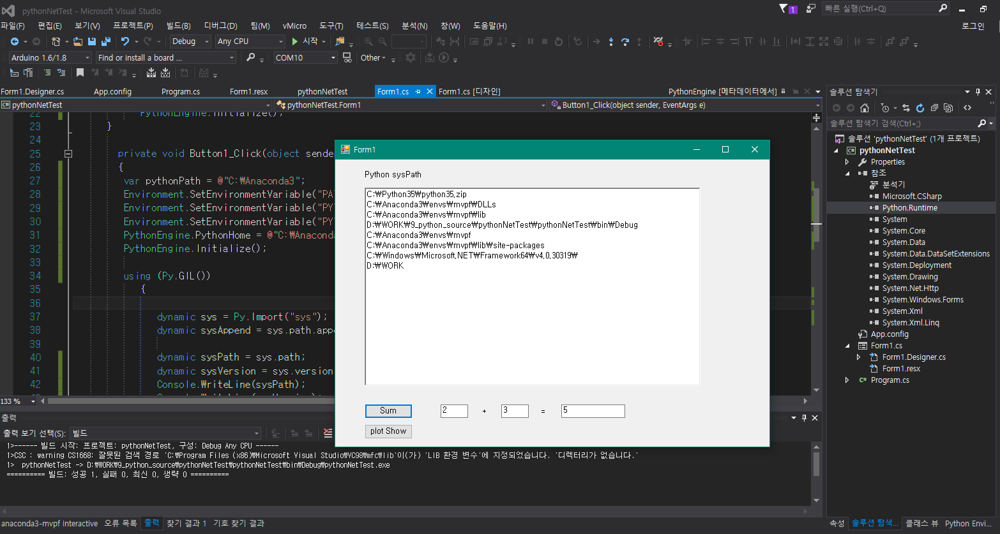 pythonNetTest - Microsoft Visual Studio
1
빠른 실행(Ctrl+Q)
파일(F) 편집(E) 보기(V) 프로젝트(P) 빌드(B) 디버그(D) 팀(M) vMicro 도구(T) 테스트(S) 분석(N) 창(W) 도움말(H)
로그인
Debug Any CPU 시작
Arduino 1.6/1.8 Find or install a board ... COM10 Other
Form1.Designer.cs App.config Program.cs Form1.resx pythonNetTest Form1.cs Form1.cs [디자인] PythonEngine [메타데이터에서]
pythonNetTest pythonNetTest.Form1 Button1_Click(object sender, EventArgs e)
22 PythonEngine.Initialize();
23 }
24
25 private void Button1_Click(object sende
26 {
27 var pythonPath = @"C:\Anaconda3";
28 Environment.SetEnvironmentVariable("PA
29 Environment.SetEnvironmentVariable("PY
30 Environment.SetEnvironmentVariable("PY
31 PythonEngine.PythonHome = @"C:\Anacond
32 PythonEngine.Initialize();
33
34 using (Py.GIL())
35 {
36
37 dynamic sys = Py.Import("sys");
38 dynamic sysAppend = sys.path.appe
39
40 dynamic sysPath = sys.path;
41 dynamic sysVersion = sys.version
42 Console.WriteLine(sysPath);
133 %
Form1
Python sysPath
C:\Python35\python35.zip
C:\Anaconda3\envs\mvpf\DLLs
C:\Anaconda3\envs\mvpf\lib
D:\WORK\9_python_source\pythonNetTest\pythonNetTest\bin\Debug
C:\Anaconda3\envs\mvpf
C:\Anaconda3\envs\mvpf\lib\site-packages
C:\Windows\Microsoft.NET\Framework64\v4.0.30319\
D:\WORK
Sum 2 + 3 = 5
plot Show
출력
출력 보기 선택(S): 빌드
1>------ 빌드 시작: 프로젝트: pythonNetTest, 구성: Debug Any CPU ------
1>CSC : warning CS1668: 잘못된 검색 경로 'C:\Program Files (x86)\Microsoft Visual Studio\VC98\mfc\lib'이(가) 'LIB 환경 변수'에 지정되었습니다. '디렉터리가 없습니다.'
1> pythonNetTest -> D:\WORK\9_python_source\pythonNetTest\pythonNetTest\bin\Debug\pythonNetTest.exe
========== 빌드: 성공 1, 실패 0, 최신 0, 생략 0 ==========
anaconda3-mvpf Interactive 오류 목록 출력 찾기 결과 1 기호 찾기 결과
솔루션 탐색기
솔루션 탐색기 검색(Ctrl+;)
솔루션 'pythonNetTest' (1개 프로젝트)
pythonNetTest
Properties
참조
분석기
Microsoft.CSharp
Python.Runtime
System
System.Core
System.Data
System.Data.DataSetExtensions
System.Deployment
System.Drawing
System.Net.Http
System.Windows.Forms
System.Xml
System.Xml.Linq
App.config
Form1.cs
Form1.Designer.cs
Form1.resx
Program.cs
속성 솔루션 탐색... 클래스 뷰 Python Envi...